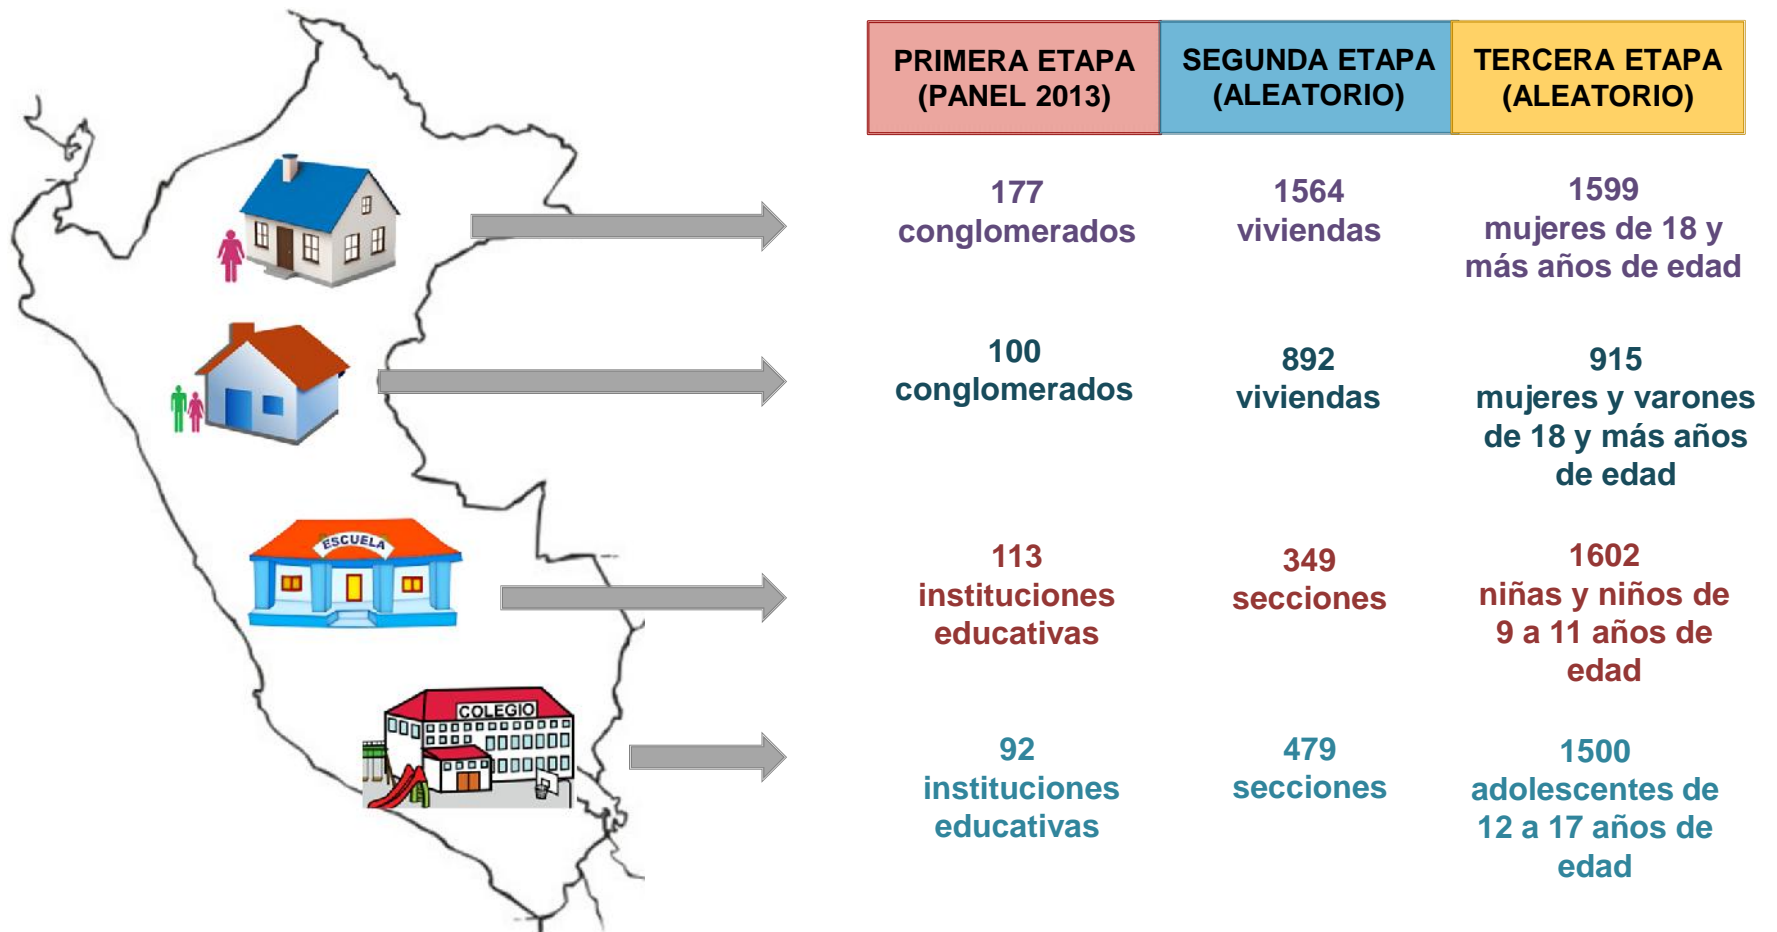 PRIMERA ETAPA
(PANEL 2013)
SEGUNDA ETAPA
(ALEATORIO)
TERCERA ETAPA
(ALEATORIO)
177
conglomerados
1564
viviendas
1599
mujeres de 18 y
más años de edad
100
conglomerados
892
viviendas
915
mujeres y varones
de 18 y más años
de edad
ESCUELA
113
instituciones
educativas
349
secciones
1602
niñas y niños de
9 a 11 años de
edad
COLEGIO
92
instituciones
educativas
479
secciones
1500
adolescentes de
12 a 17 años de
edad